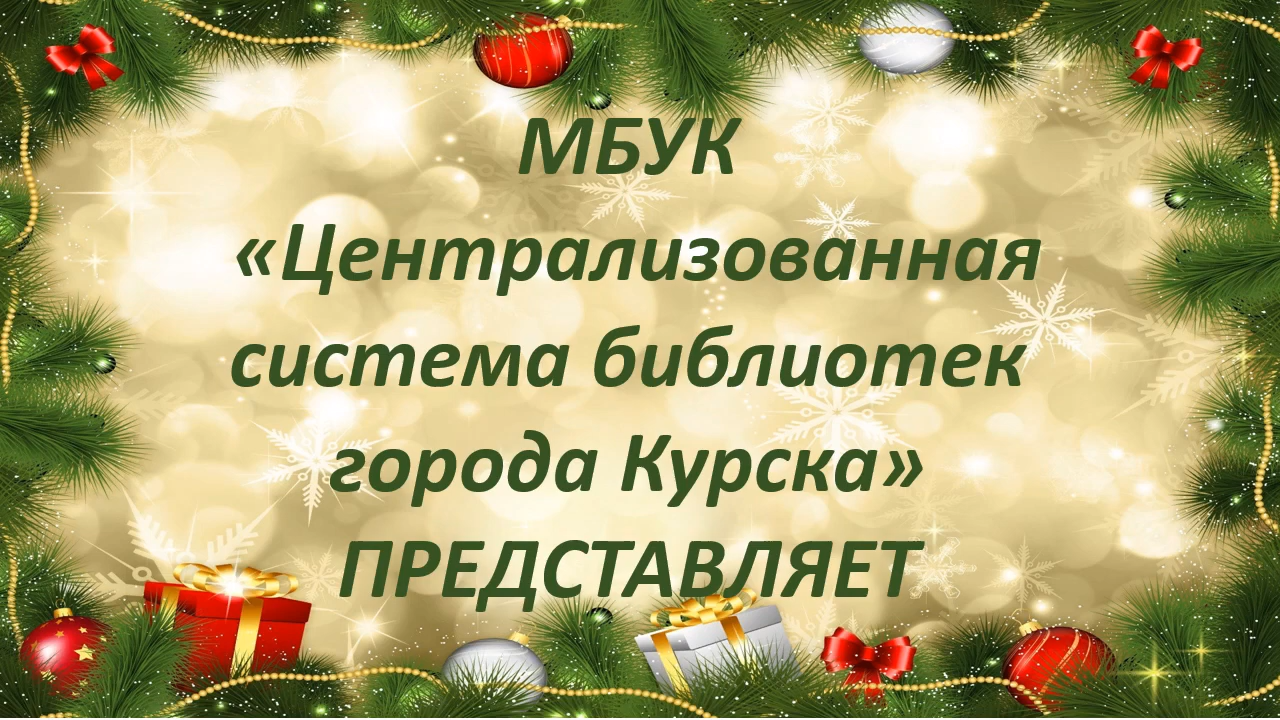 МБУК
«Централизованная
система библиотек
города Курска»
ПРЕДСТАВЛЯЕТ